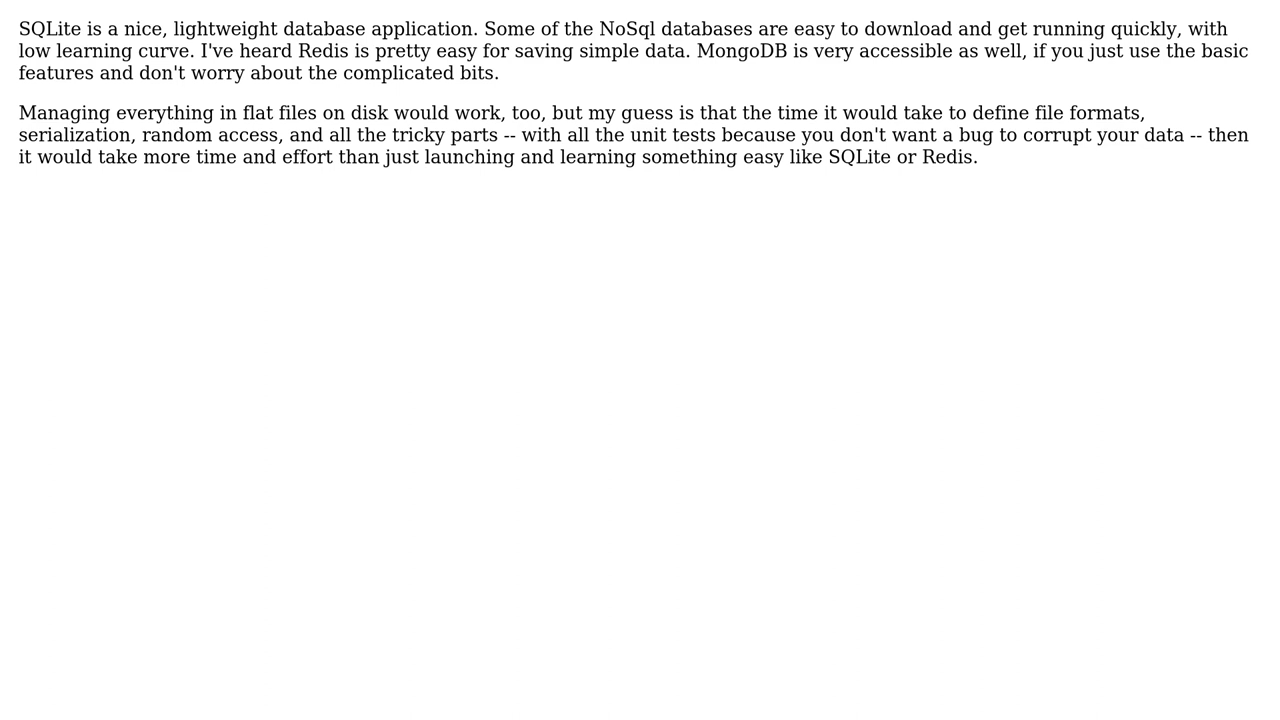 SQLite is a nice, lightweight database application. Some of the NoSql databases are easy to download and get running quickly, with
low learning curve. I've heard Redis is pretty easy for saving simple data. MongoDB is very accessible as well, if you just use the basic
features and don't worry about the complicated bits.
Managing everything in flat files on disk would work, too, but my guess is that the time it would take to define file formats,
serialization, random access, and all the tricky parts -- with all the unit tests because you don't want a bug to corrupt your data -- then
it would take more time and effort than just launching and learning something easy like SQLite or Redis.